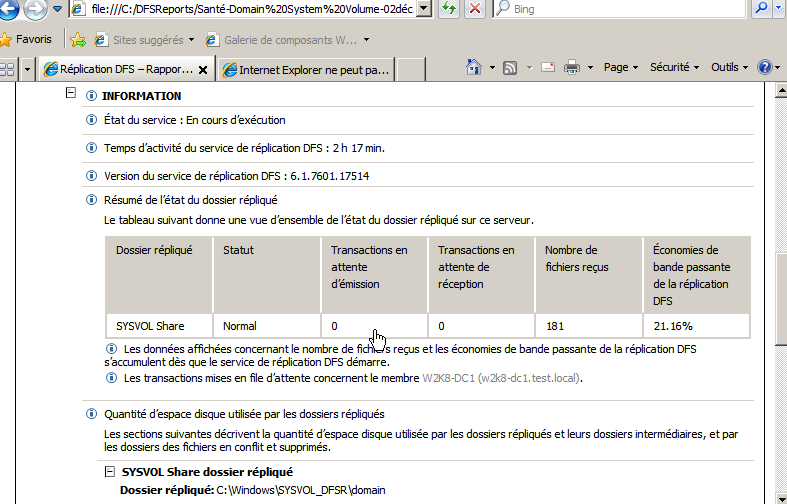 file:///C:/DFSReports/Santé-Domain%20System%20Volume-02déc
Bing
Favoris
Sites suggérés
Galerie de composants W...
Réplication DFS – Rappor...
Internet Explorer ne peut pa...
Page
Sécurité
Outils
INFORMATION
État du service : En cours d'exécution
Temps d'activité du service de réplication DFS : 2 h 17 min.
Version du service de réplication DFS : 6.1.7601.17514
Résumé de l'état du dossier répliqué
Le tableau suivant donne une vue d'ensemble de l'état du dossier répliqué sur ce serveur.
Dossier répliqué
Statut
Transactions en
attente
d'émission
Transactions en
attente de
réception
Nombre de
fichiers reçus
Économies de
bande passante
de la réplication
DFS
SYSVOL Share
Normal
0
0
181
21.16%
Les données affichées concernant le nombre de fichiers reçus et les économies de bande passante de la réplication DFS
s'accumulent dès que le service de réplication DFS démarre.
Les transactions mises en file d'attente concernent le membre W2K8-DC1 (w2k8-dc1.test.local).
Quantité d'espace disque utilisée par les dossiers répliqués
Les sections suivantes décrivent la quantité d'espace disque utilisée par les dossiers répliqués et leurs dossiers intermédiaires, et par
les dossiers des fichiers en conflit et supprimés.
SYSVOL Share dossier répliqué
Dossier répliqué: C:\Windows\SYSVOL_DFSR\domain